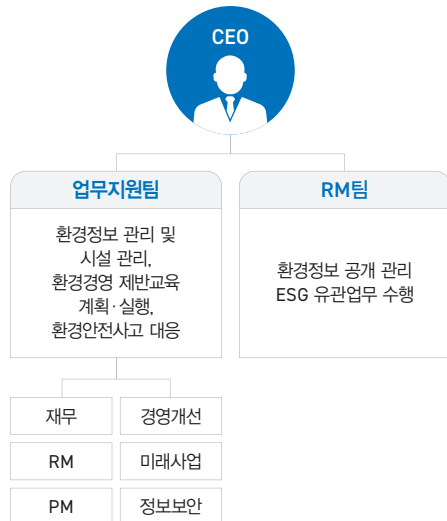 CEO
업무지원팀
환경정보 관리 및
시설 관리,
환경경영 제반교육
계획·실행,
환경안전사고 대응
RM팀
환경정보 공개 관리
ESG 유관업무 수행
재무
경영개선
RM
미래사업
PM
정보보안